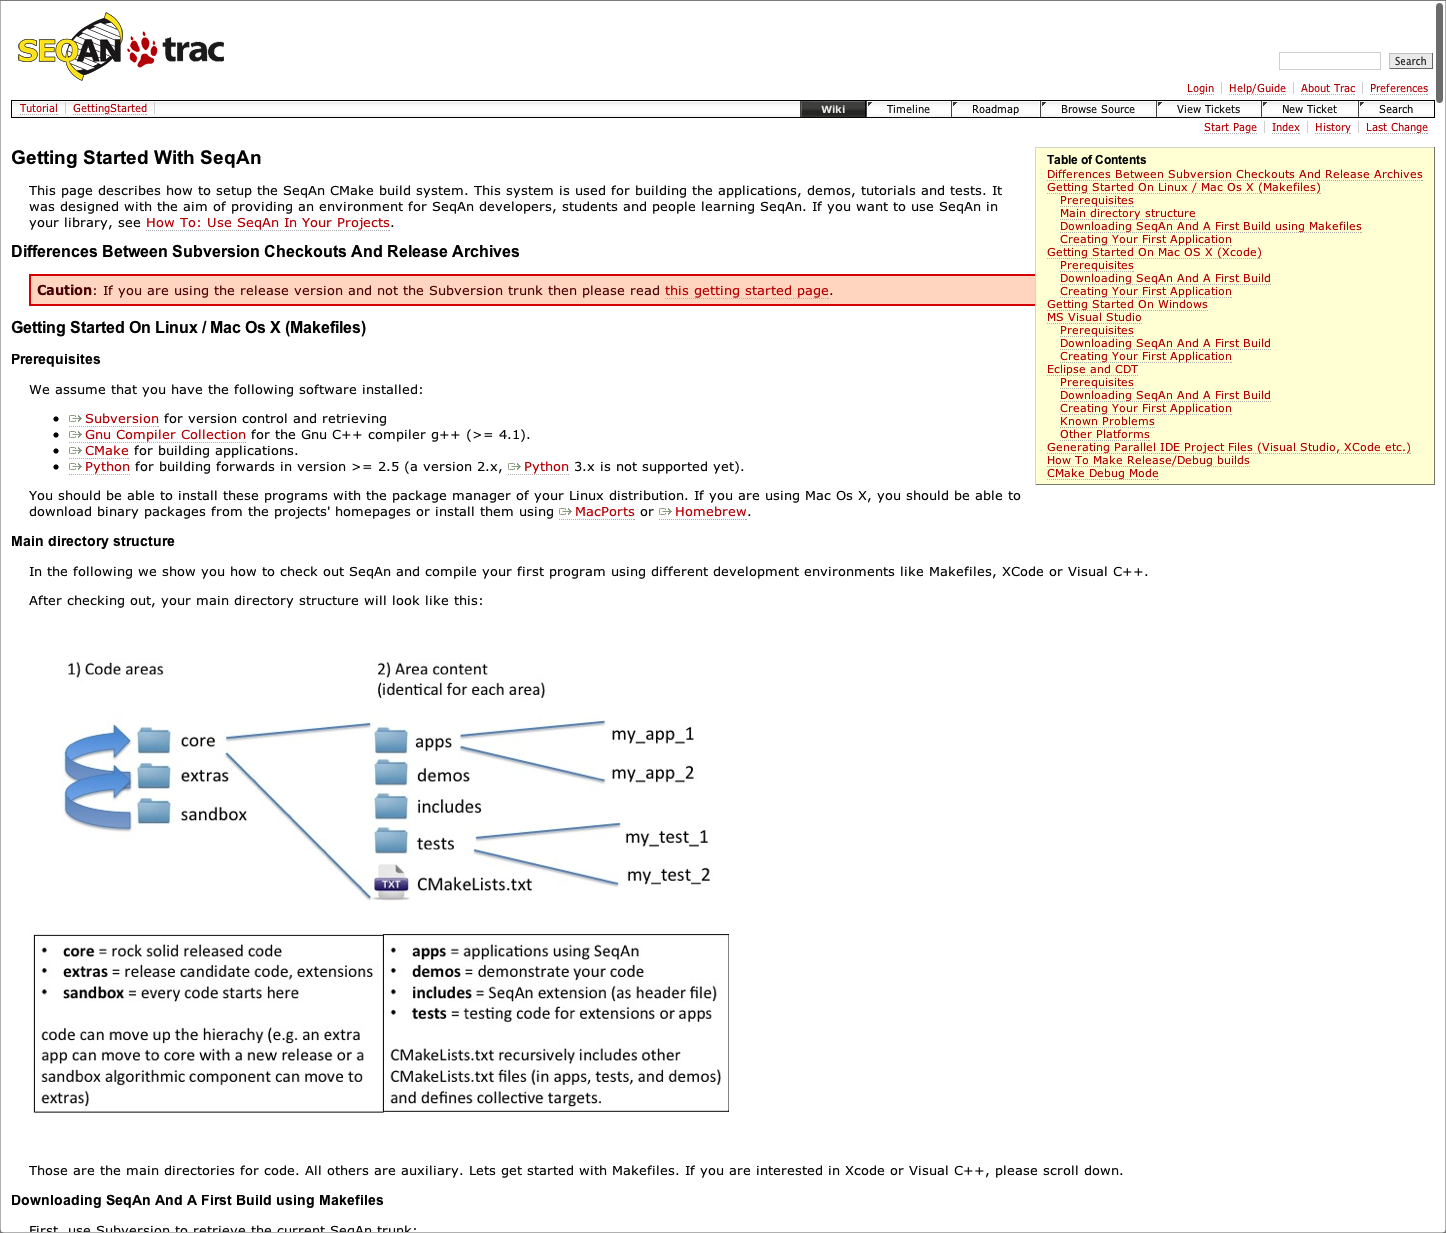 SEQAN trac
Search
Login Help/Guide About Trac Preferences
Tutorial GettingStarted Wiki Timeline Roadmap Browse Source View Tickets New Ticket Search
Start Page Index History Last Change
Getting Started With SeqAn
This page describes how to setup the SeqAn CMake build system. This system is used for building the applications, demos, tutorials and tests. It
was designed with the aim of providing an environment for SeqAn developers, students and people learning SeqAn. If you want to use SeqAn in
your library, see How To: Use SeqAn In Your Projects.
Differences Between Subversion Checkouts And Release Archives
Caution: If you are using the release version and not the Subversion trunk then please read this getting started page.
Table of Contents
Differences Between Subversion Checkouts And Release Archives
Getting Started On Linux / Mac Os X (Makefiles)
Prerequisites
Main directory structure
Downloading SeqAn And A First Build using Makefiles
Creating Your First Application
Getting Started On Mac OS X (Xcode)
Prerequisites
Downloading SeqAn And A First Build
Creating Your First Application
Getting Started On Windows
MS Visual Studio
Prerequisites
Downloading SeqAn And A First Build
Creating Your First Application
Eclipse and CDT
Prerequisites
Downloading SeqAn And A First Build
Creating Your First Application
Known Problems
Other Platforms
Generating Parallel IDE Project Files (Visual Studio, XCode etc.)
How To Make Release/Debug builds
CMake Debug Mode
Getting Started On Linux / Mac Os X (Makefiles)
Prerequisites
We assume that you have the following software installed:
• Subversion for version control and retrieving
• Gnu Compiler Collection for the Gnu C++ compiler g++ (>= 4.1).
• CMake for building applications.
• Python for building forwards in version >= 2.5 (a version 2.x, Python 3.x is not supported yet).
You should be able to install these programs with the package manager of your Linux distribution. If you are using Mac Os X, you should be able to
download binary packages from the projects' homepages or install them using MacPorts or Homebrew.
Main directory structure
In the following we show you how to check out SeqAn and compile your first program using different development environments like Makefiles, XCode or Visual C++.
After checking out, your main directory structure will look like this:
1) Code areas
core
extras
sandbox
2) Area content
(identical for each area)
apps
demos
includes
tests
TXT CMakeLists.txt
my_app_1
my_app_2
my_test_1
my_test_2
• core = rock solid released code
• extras = release candidate code, extensions
• sandbox = every code starts here
code can move up the hierachy (e.g. an extra
app can move to core with a new release or a
sandbox algorithmic component can move to
extras)
• apps = applications using SeqAn
• demos = demonstrate your code
• includes = SeqAn extension (as header file)
• tests = testing code for extensions or apps
CMakeLists.txt recursively includes other
CMakeLists.txt files (in apps, tests, and demos)
and defines collective targets.
Those are the main directories for code. All others are auxiliary. Lets get started with Makefiles. If you are interested in Xcode or Visual C++, please scroll down.
Downloading SeqAn And A First Build using Makefiles
First, use Subversion to retrieve the current SeqAn trunk: